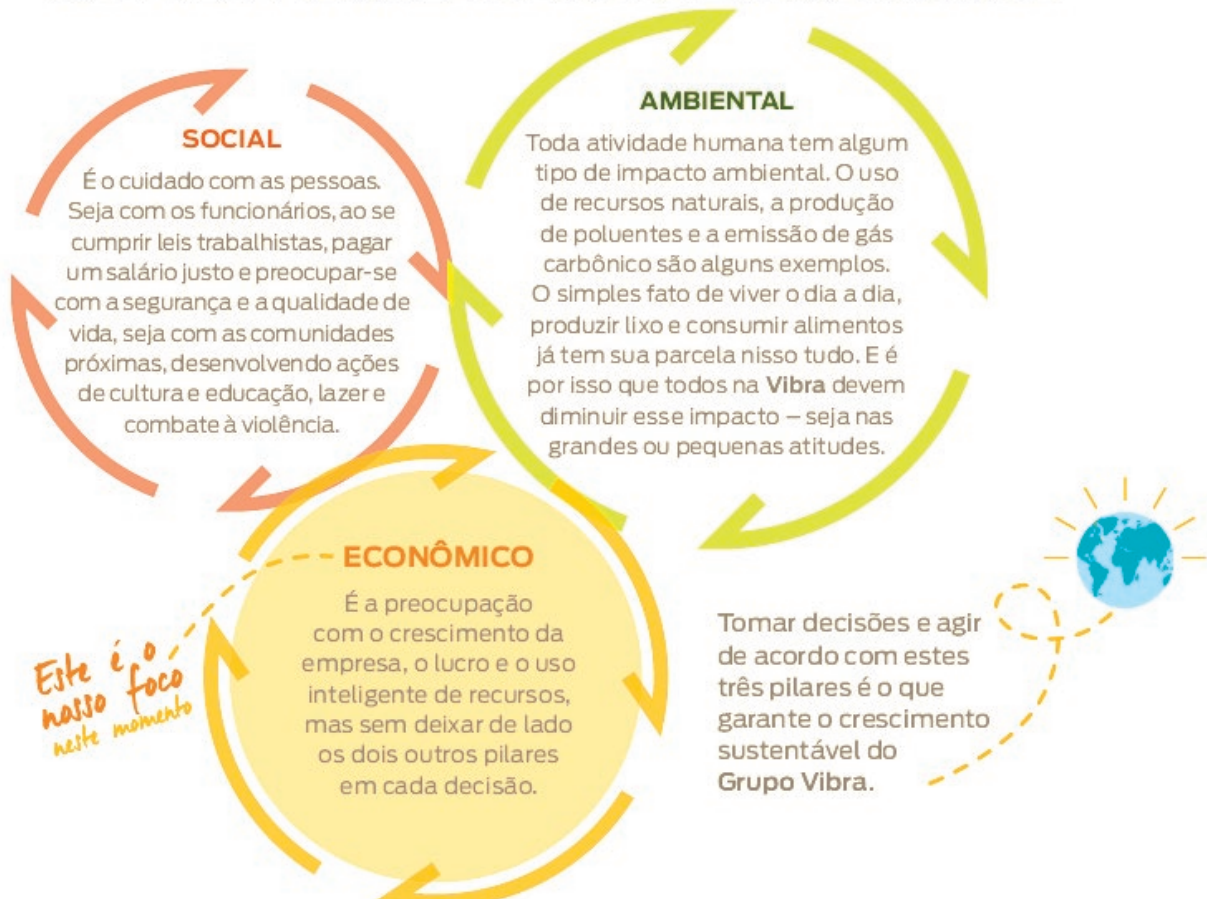 SOCIAL
É o cuidado com as pessoas.
Seja com os funcionários, ao se
cumprir leis trabalhistas, pagar
um salário justo e preocupar-se
com a segurança e a qualidade de
vida, seja com as comunidades
próximas, desenvolvendo ações
de cultura e educação, lazer e
combate à violência.
AMBIENTAL
Toda atividade humana tem algum
tipo de impacto ambiental. O uso
de recursos naturais, a produção
de poluentes e a emissão de gás
carbônico são alguns exemplos.
O simples fato de viver o dia a dia,
produzir lixo e consumir alimentos
já tem sua parcela nisso tudo. E é
por isso que todos na Vibra devem
diminuir esse impacto – seja nas
grandes ou pequenas atitudes.
ECONÔMICO
É a preocupação
com o crescimento da
empresa, o lucro e o uso
inteligente de recursos,
mas sem deixar de lado
os dois outros pilares
em cada decisão.
Este é o
nosso foco
neste momento
Tomar decisões e agir
de acordo com estes
três pilares é o que
garante o crescimento
sustentável do
Grupo Vibra.